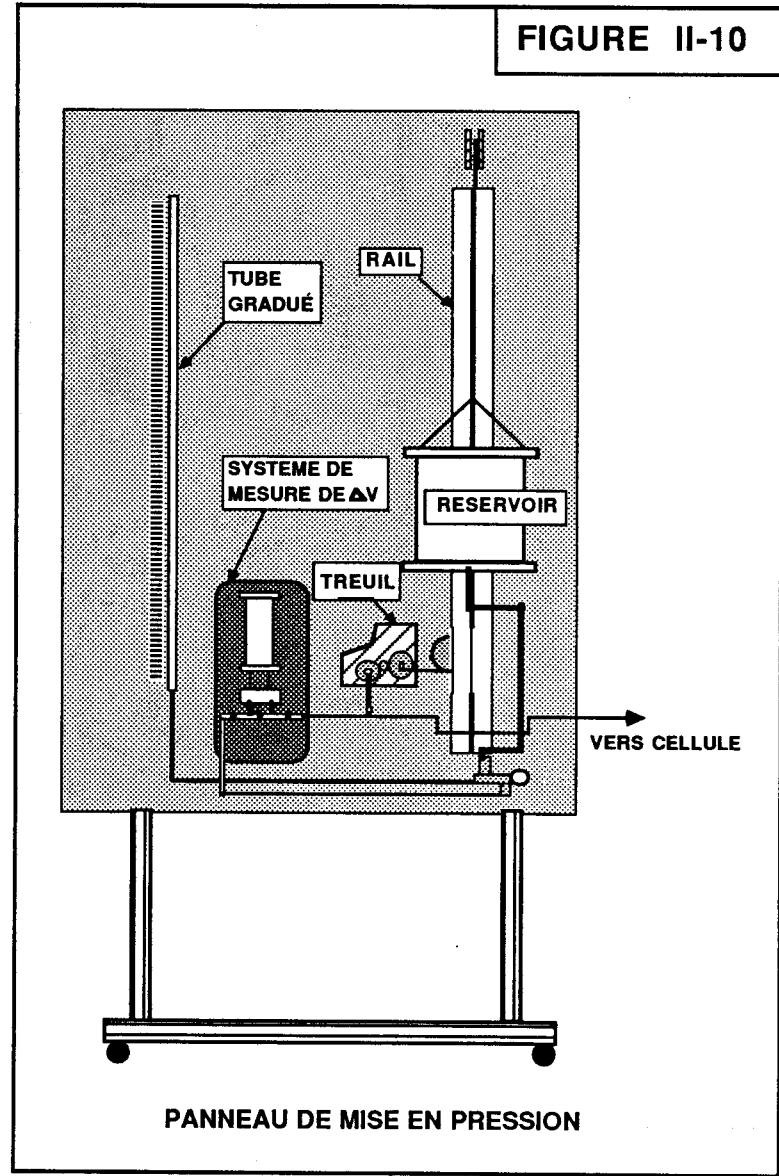 FIGURE II-10
TUBE
GRADUÉ
RAIL
SYSTEME DE
MESURE DE ΔV
RESERVOIR
TREUIL
VERS CELLULE
PANNEAU DE MISE EN PRESSION